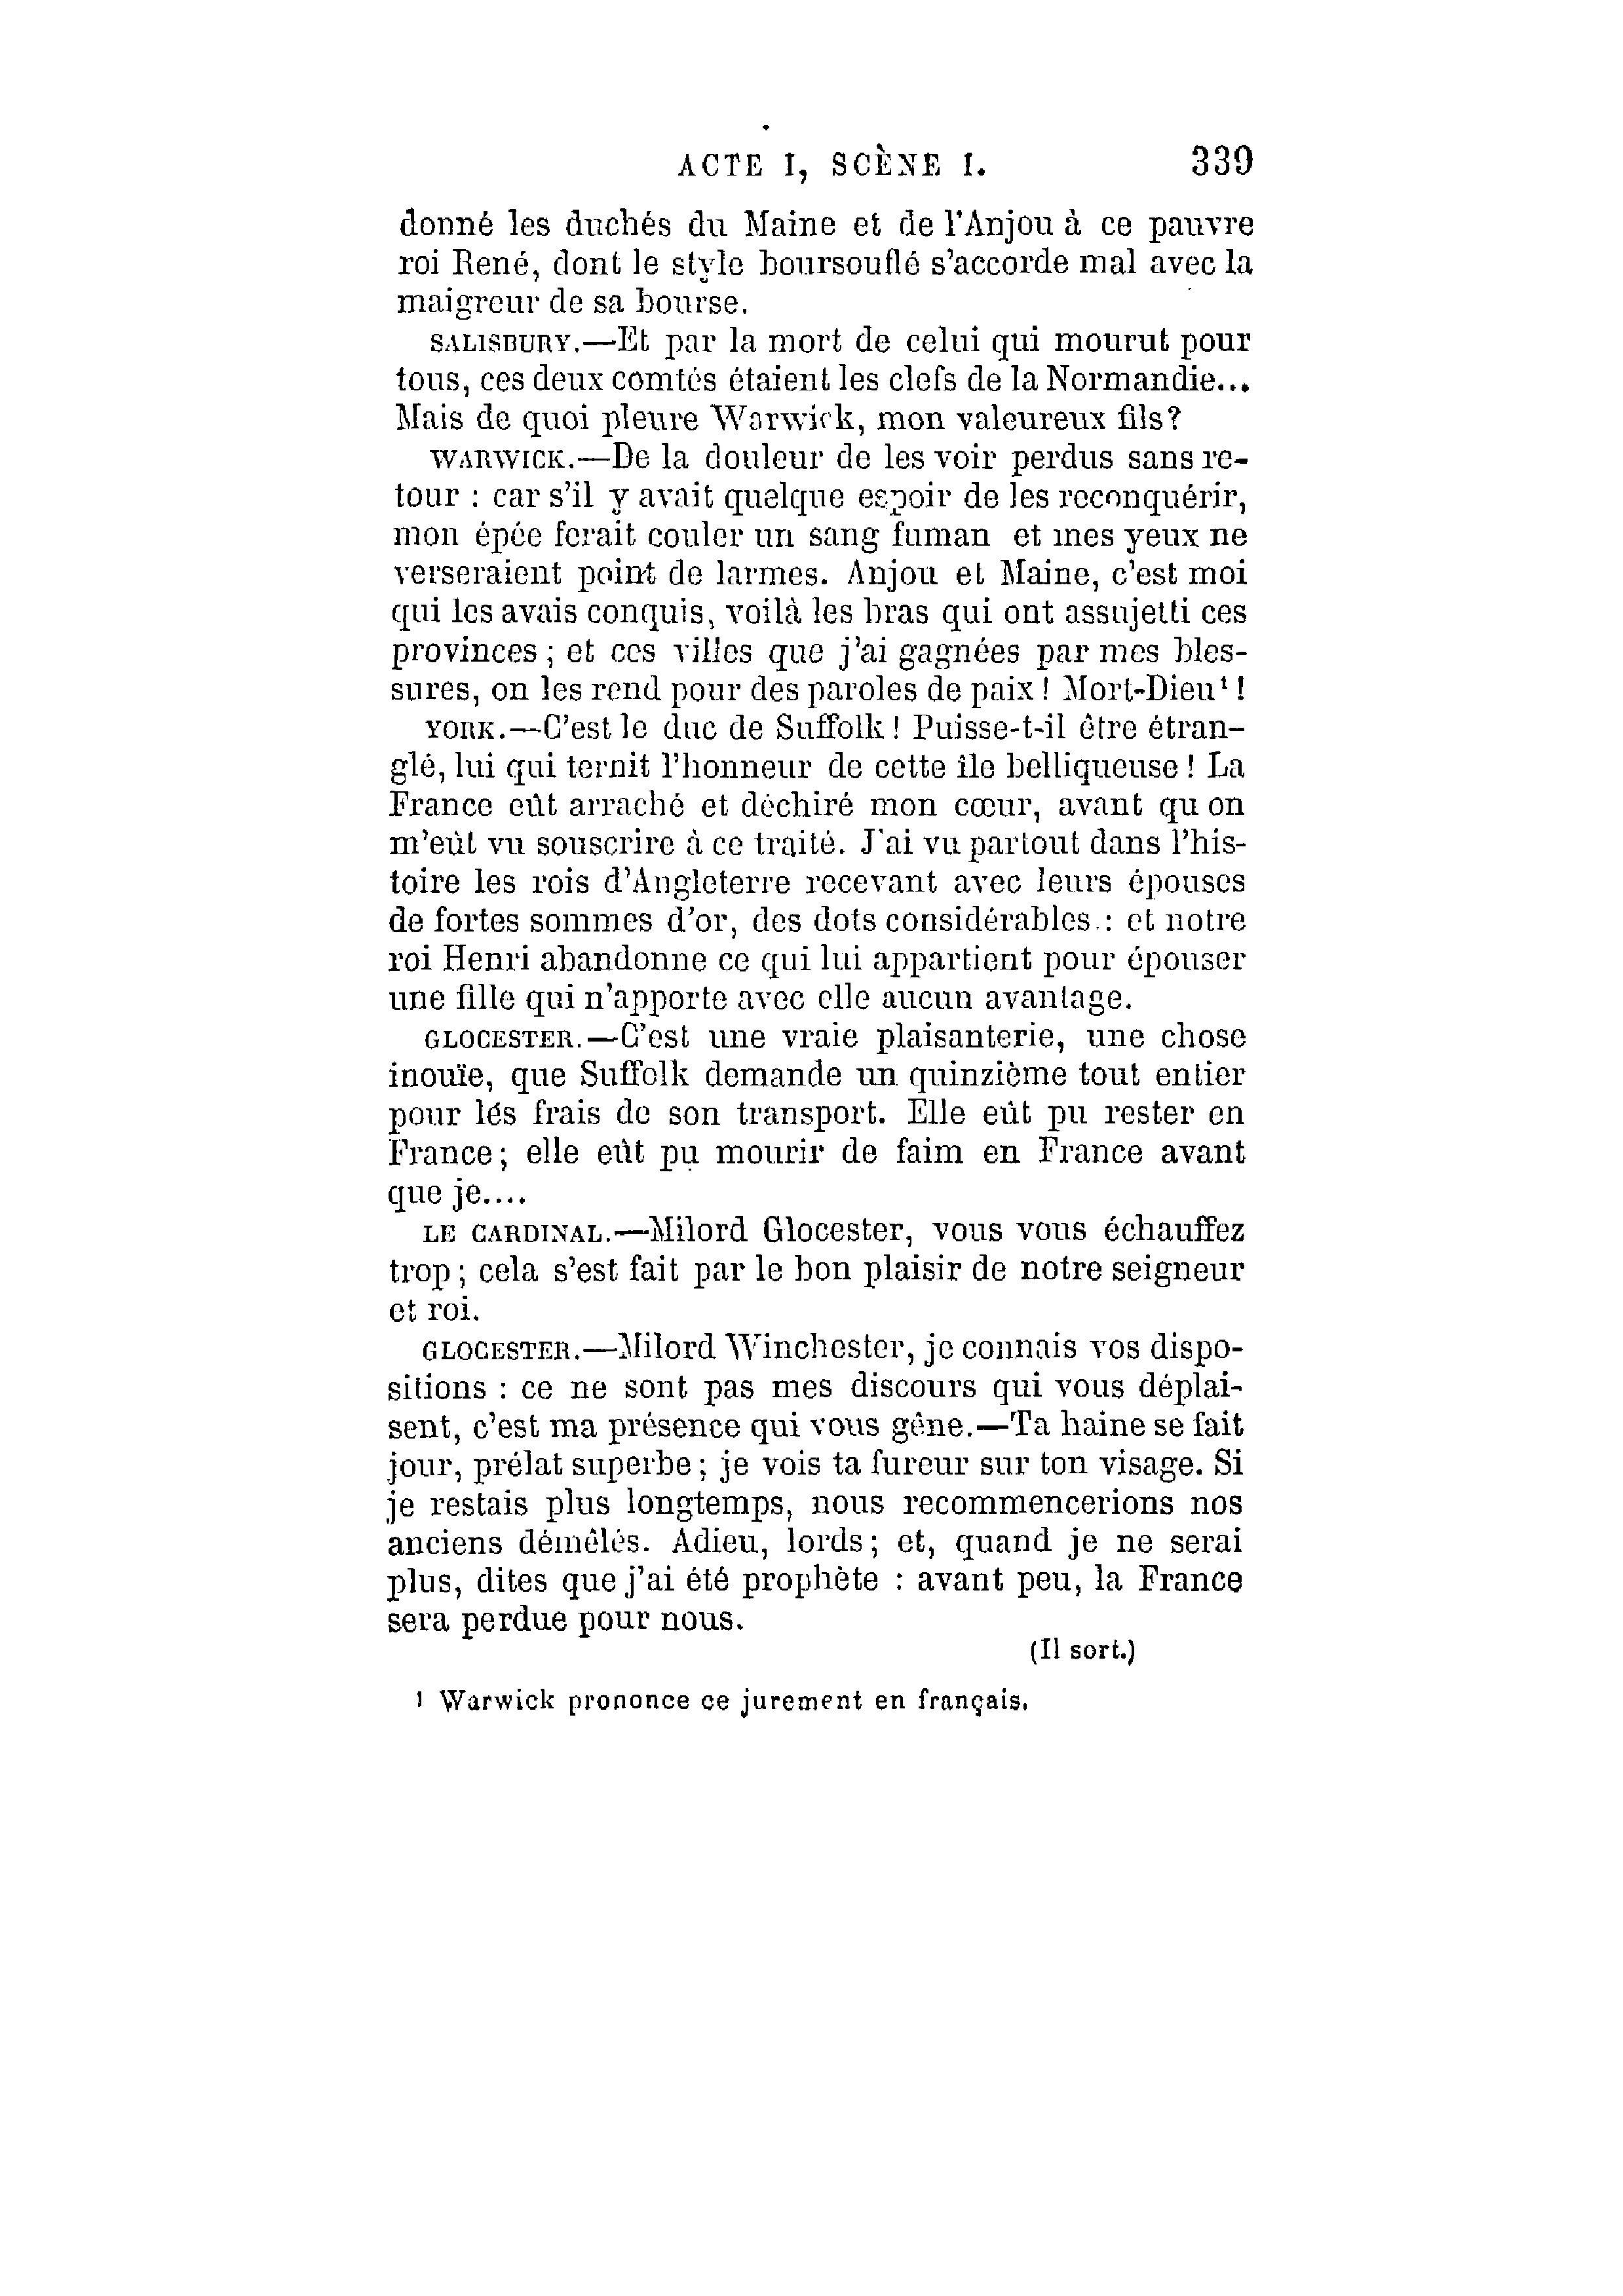 ACTE I, SCÈNE I. 339
donné les duchés du Maine et de l'Anjou à ce pauvre
roi René, dont le style boursouflé s'accorde mal avec la
maigreur de sa bourse.
SALISBURY.—Et par la mort de celui qui mourut pour
tous, ces deux comtés étaient les clefs de la Normandie...
Mais de quoi pleure Warwick, mon valeureux fils?
WARWICK.—De la douleur de les voir perdus sans re-
tour : car s'il y avait quelque espoir de les reconquérir,
mon épée ferait couler un sang fuman et mes yeux ne
verseraient point de larmes. Anjou et Maine, c'est moi
qui les avais conquis, voilà les bras qui ont assujetti ces
provinces ; et ces villes que j'ai gagnées par mes bles-
sures, on les rend pour des paroles de paix ! Mort-Dieu¹ !
YORK.—C'est le duc de Suffolk ! Puisse-t-il être étran-
glé, lui qui ternit l'honneur de cette île belliqueuse ! La
France eût arraché et déchiré mon cœur, avant qu on
m'eût vu souscrire à ce traité. J'ai vu partout dans l'his-
toire les rois d'Angleterre recevant avec leurs épouses
de fortes sommes d'or, des dots considérables : et notre
roi Henri abandonne ce qui lui appartient pour épouser
une fille qui n'apporte avec elle aucun avantage.
GLOCESTER.—C'est une vraie plaisanterie, une chose
inouïe, que Suffolk demande un quinzième tout entier
pour lés frais de son transport. Elle eût pu rester en
France ; elle eût pu mourir de faim en France avant
que je....
LE CARDINAL.—Milord Glocester, vous vous échauffez
trop ; cela s'est fait par le bon plaisir de notre seigneur
et roi.
GLOCESTER.—Milord Winchester, je connais vos dispo-
sitions : ce ne sont pas mes discours qui vous déplai-
sent, c'est ma présence qui vous gêne.—Ta haine se fait
jour, prélat superbe ; je vois ta fureur sur ton visage. Si
je restais plus longtemps, nous recommencerions nos
anciens démêlés. Adieu, lords ; et, quand je ne serai
plus, dites que j'ai été prophète : avant peu, la France
sera perdue pour nous.
(Il sort.)
¹ Warwick prononce ce jurement en français.